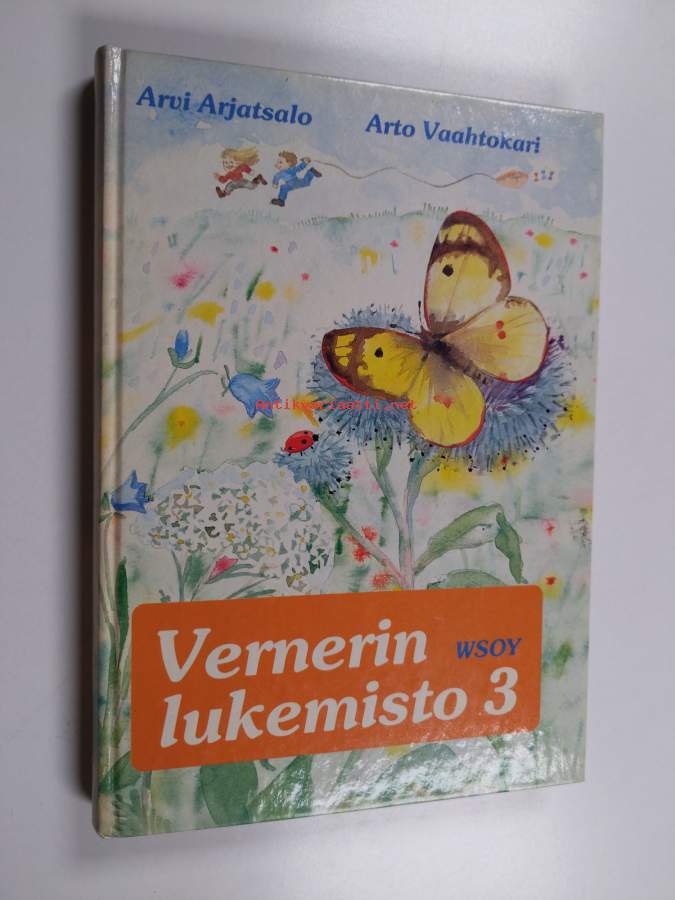 Arvi Arjatsalo
Arto Vaahtokari
Antikvariaatti.net
Vernerin
WSOY
lukemisto 3